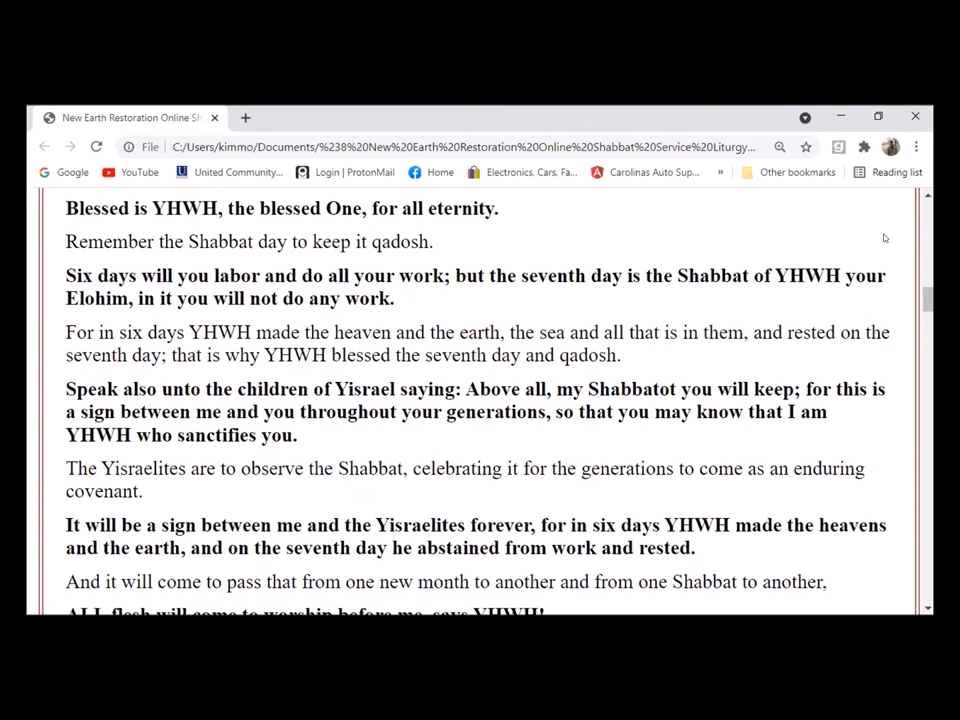 New Earth Restoration Online Sh
File C:/Users/kimmo/Documents/%238%20New%20Earth%20Restoration%20Online%20Shabbat%20Service%20Liturgy...
Google YouTube United Community... Login | ProtonMail Home Electronics, Cars, Fa... Carolinas Auto Sup... » Other bookmarks Reading list
Blessed is YHWH, the blessed One, for all eternity.
Remember the Shabbat day to keep it qadosh.
Six days will you labor and do all your work; but the seventh day is the Shabbat of YHWH your
Elohim, in it you will not do any work.
For in six days YHWH made the heaven and the earth, the sea and all that is in them, and rested on the
seventh day; that is why YHWH blessed the seventh day and qadosh.
Speak also unto the children of Yisrael saying: Above all, my Shabbatot you will keep; for this is
a sign between me and you throughout your generations, so that you may know that I am
YHWH who sanctifies you.
The Yisraelites are to observe the Shabbat, celebrating it for the generations to come as an enduring
covenant.
It will be a sign between me and the Yisraelites forever, for in six days YHWH made the heavens
and the earth, and on the seventh day he abstained from work and rested.
And it will come to pass that from one new month to another and from one Shabbat to another,
ALL flesh will come to worship before me, says YHWH!